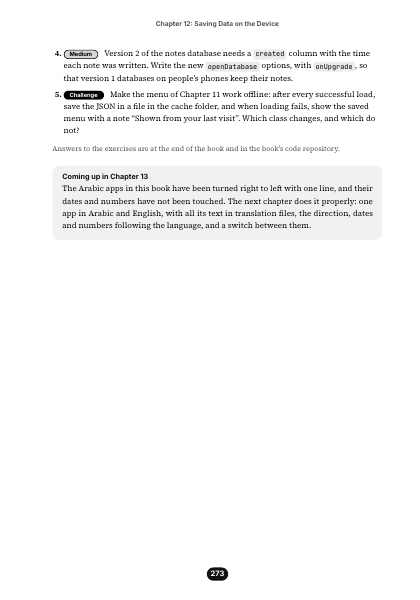 Chapter 12: Saving Data on the Device
4. Medium Version 2 of the notes database needs a created column with the time
each note was written. Write the new openDatabase options, with onUpgrade, so
that version 1 databases on people's phones keep their notes.
5. Challenge Make the menu of Chapter 11 work offline: after every successful load,
save the JSON in a file in the cache folder, and when loading fails, show the saved
menu with a note “Shown from your last visit”. Which class changes, and which do
not?
Answers to the exercises are at the end of the book and in the book's code repository.
Coming up in Chapter 13
The Arabic apps in this book have been turned right to left with one line, and their
dates and numbers have not been touched. The next chapter does it properly: one
app in Arabic and English, with all its text in translation files, the direction, dates
and numbers following the language, and a switch between them.
273